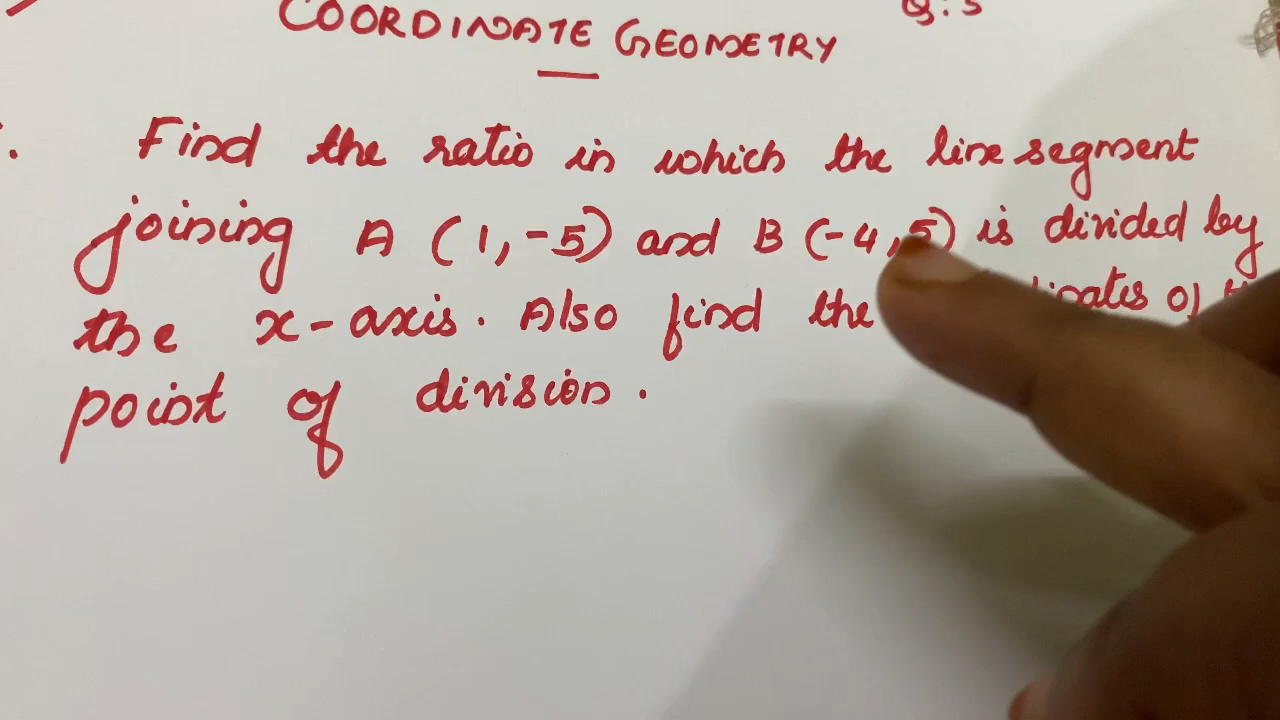 COORDINATE GEOMETRY
Find the ratio in which the line segment
joining A (1,-5) and B (-4,5) is divided by
the x-axis. Also find the of
point of division.